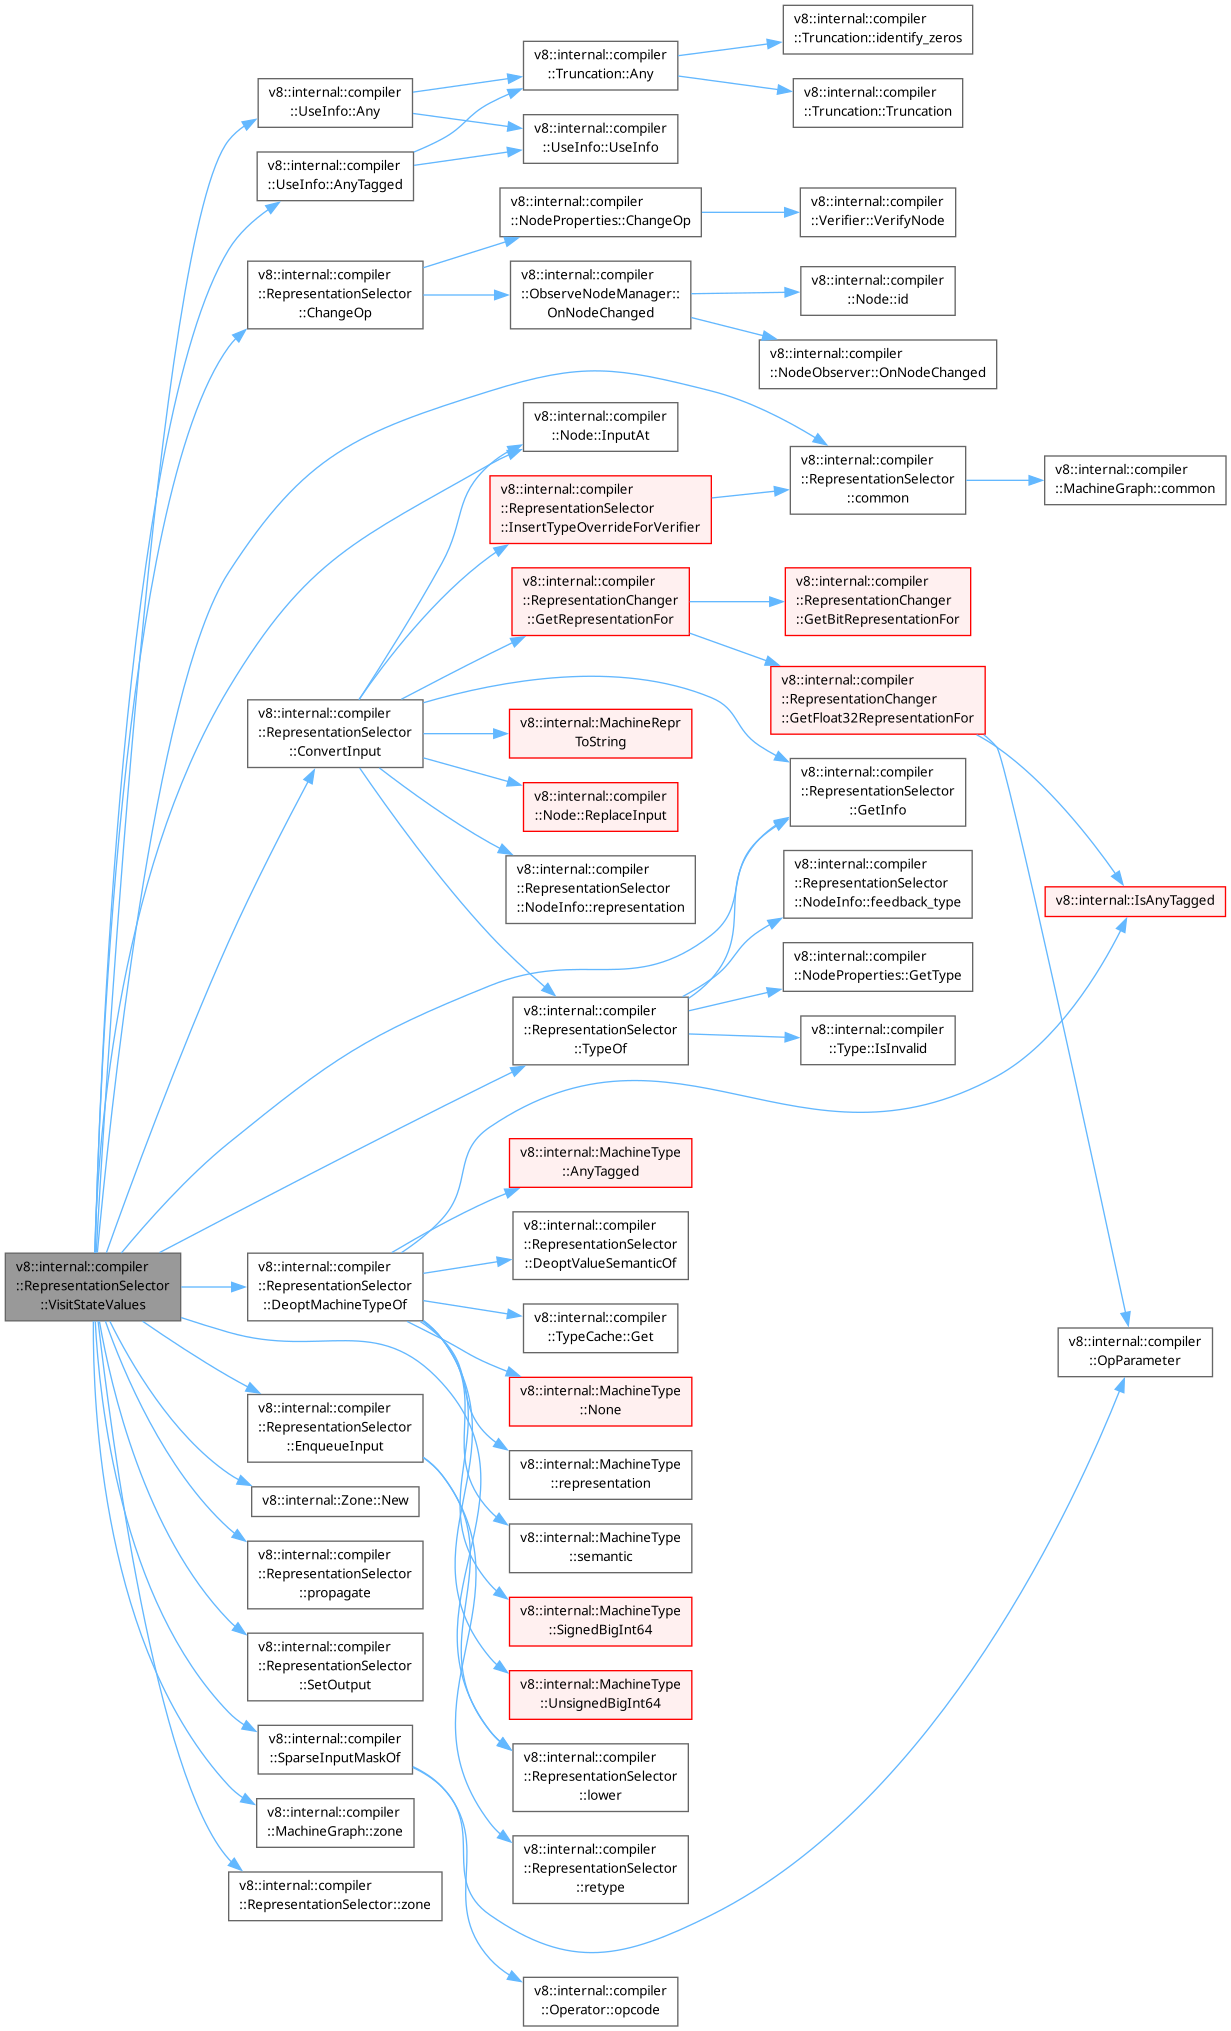 v8::internal::compiler
::Truncation::identify_zeros
v8::internal::compiler
::Truncation::Any
v8::internal::compiler
::UseInfo::Any
v8::internal::compiler
::Truncation::Truncation
v8::internal::compiler
::UseInfo::UseInfo
v8::internal::compiler
::UseInfo::AnyTagged
v8::internal::compiler
::NodeProperties::ChangeOp
v8::internal::compiler
::Verifier::VerifyNode
v8::internal::compiler
::RepresentationSelector
::ChangeOp
v8::internal::compiler
::ObserveNodeManager::
OnNodeChanged
v8::internal::compiler
::Node::id
v8::internal::compiler
::NodeObserver::OnNodeChanged
v8::internal::compiler
::Node::InputAt
v8::internal::compiler
::RepresentationSelector
::common
v8::internal::compiler
::MachineGraph::common
v8::internal::compiler
::RepresentationSelector
::InsertTypeOverrideForVerifier
v8::internal::compiler
::RepresentationChanger
::GetRepresentationFor
v8::internal::compiler
::RepresentationChanger
::GetBitRepresentationFor
v8::internal::compiler
::RepresentationChanger
::GetFloat32RepresentationFor
v8::internal::compiler
::RepresentationSelector
::ConvertInput
v8::internal::MachineRepr
ToString
v8::internal::compiler
::RepresentationSelector
::GetInfo
v8::internal::compiler
::Node::ReplaceInput
v8::internal::compiler
::RepresentationSelector
::NodeInfo::representation
v8::internal::compiler
::RepresentationSelector
::NodeInfo::feedback_type
v8::internal::IsAnyTagged
v8::internal::compiler
::NodeProperties::GetType
v8::internal::compiler
::RepresentationSelector
::TypeOf
v8::internal::compiler
::Type::IsInvalid
v8::internal::MachineType
::AnyTagged
v8::internal::compiler
::RepresentationSelector
::DeoptValueSemanticOf
v8::internal::compiler
::RepresentationSelector
::VisitStateValues
v8::internal::compiler
::RepresentationSelector
::DeoptMachineTypeOf
v8::internal::compiler
::TypeCache::Get
v8::internal::compiler
::OpParameter
v8::internal::MachineType
::None
v8::internal::compiler
::RepresentationSelector
::EnqueueInput
v8::internal::MachineType
::representation
v8::internal::Zone::New
v8::internal::MachineType
::semantic
v8::internal::compiler
::RepresentationSelector
::propagate
v8::internal::MachineType
::SignedBigInt64
v8::internal::compiler
::RepresentationSelector
::SetOutput
v8::internal::MachineType
::UnsignedBigInt64
v8::internal::compiler
::SparseInputMaskOf
v8::internal::compiler
::RepresentationSelector
::lower
v8::internal::compiler
::MachineGraph::zone
v8::internal::compiler
::RepresentationSelector
::retype
v8::internal::compiler
::RepresentationSelector::zone
v8::internal::compiler
::Operator::opcode